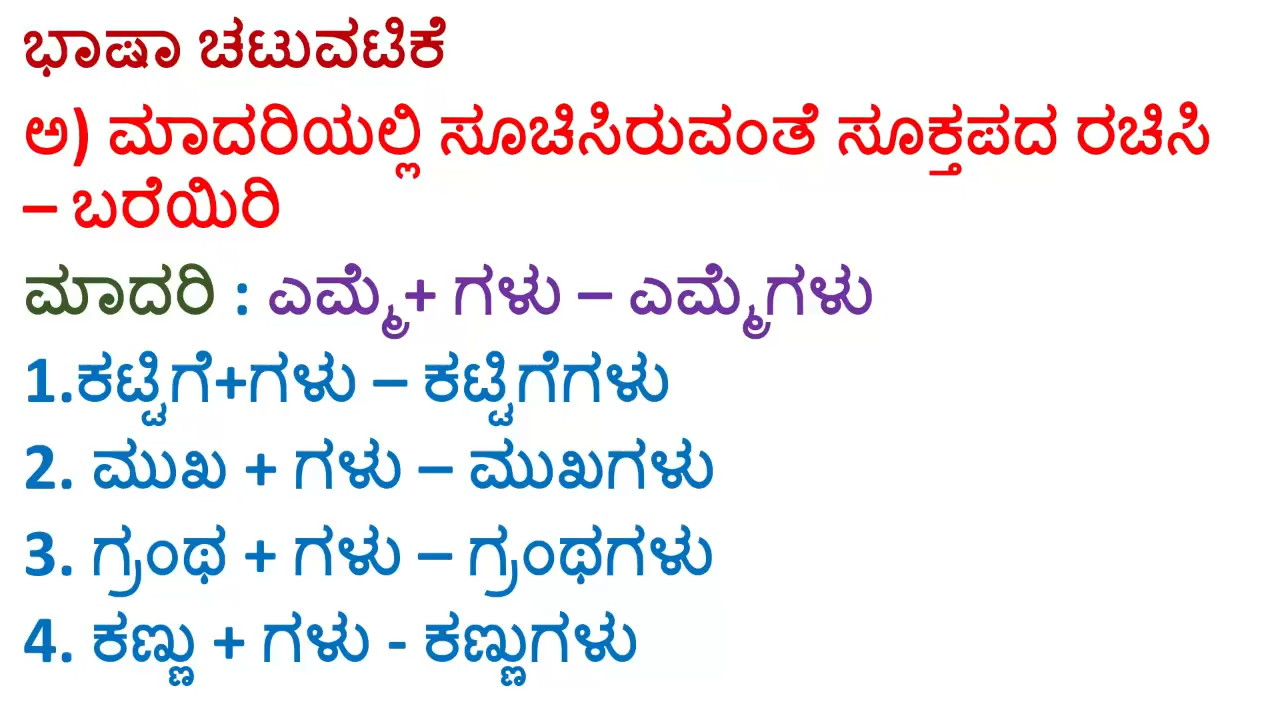 ಭಾಷಾ ಚಟುವಟಿಕೆ
ಅ) ಮಾದರಿಯಲ್ಲಿ ಸೂಚಿಸಿರುವಂತೆ ಸೂಕ್ತಪದ ರಚಿಸಿ
– ಬರೆಯಿರಿ
ಮಾದರಿ : ಎಮ್ಮೆ+ ಗಳು – ಎಮ್ಮೆಗಳು
1.ಕಟ್ಟಿಗೆ+ಗಳು – ಕಟ್ಟಿಗೆಗಳು
2. ಮುಖ + ಗಳು – ಮುಖಗಳು
3. ಗ್ರಂಥ + ಗಳು – ಗ್ರಂಥಗಳು
4. ಕಣ್ಣು + ಗಳು - ಕಣ್ಣುಗಳು